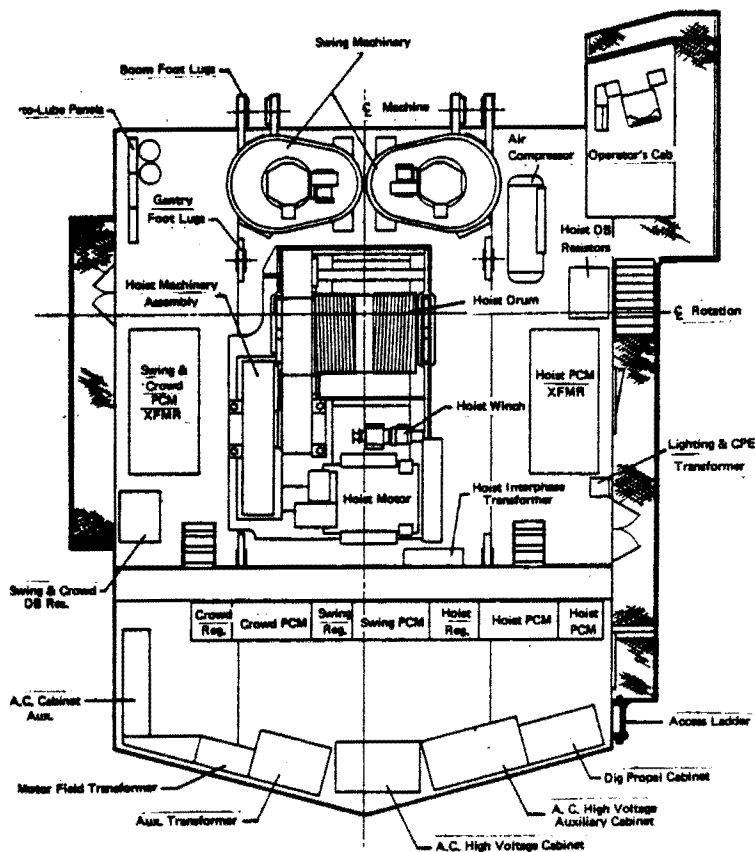 Swing Machinery
Boom Foot Lugs
to-Lube Panels
℄ Machine
Air
Compressor
Operator's Cab
Gantry
Foot Lugs
Hoist DB
Resistors
Hoist Machinery
Assembly
Hoist Drum
℄ Rotation
Swing &
Crowd
PCM
XFMR
Hoist PCM
XFMR
Hoist Winch
Lighting & CPE
Transformer
Hoist Motor
Hoist Interphase
Transformer
Swing & Crowd
DB Res.
Crowd
Reg.
Crowd PCM
Swing
Reg.
Swing PCM
Hoist
Reg.
Hoist PCM
Hoist
PCM
A.C. Cabinet
Aux.
Access Ladder
Motor Field Transformer
Dig Propel Cabinet
Aux. Transformer
A. C. High Voltage
Auxiliary Cabinet
A.C. High Voltage Cabinet